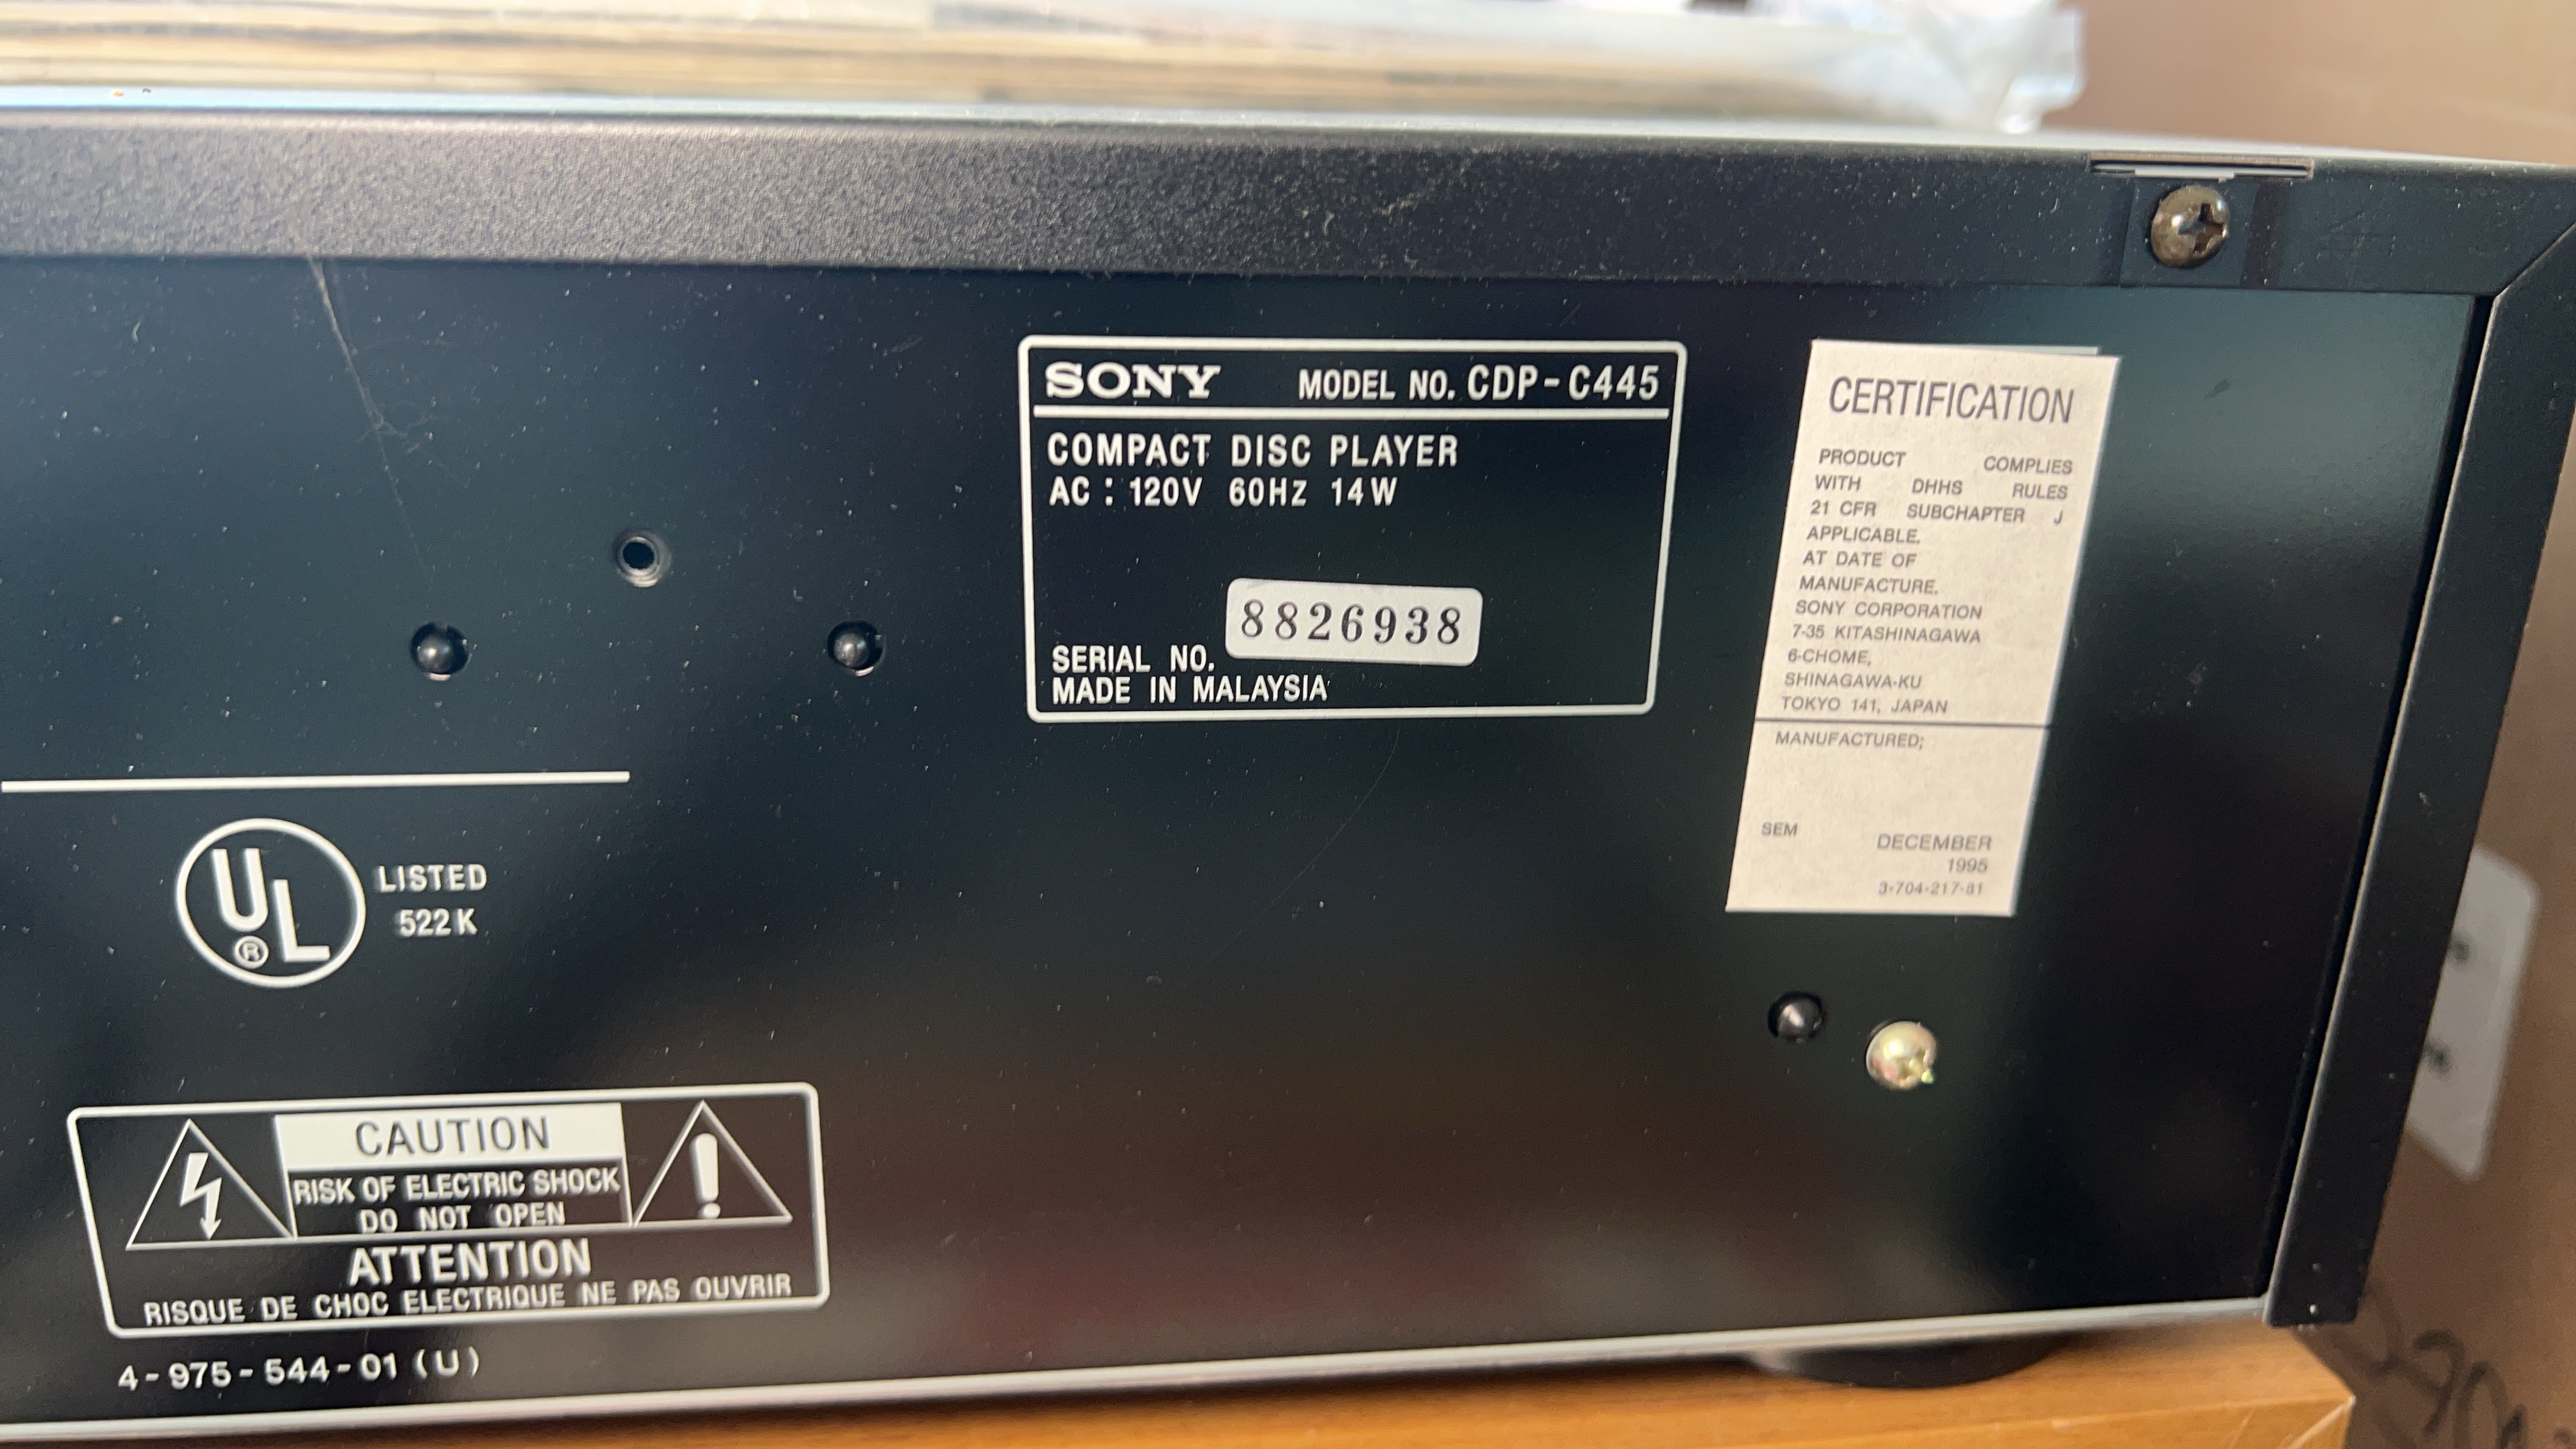 SONY MODEL NO. CDP-C445
COMPACT DISC PLAYER
AC : 120V 60HZ 14W
8826938
SERIAL NO.
MADE IN MALAYSIA
CERTIFICATION
PRODUCT COMPLIES
WITH DHHS RULES
21 CFR SUBCHAPTER J
APPLICABLE,
AT DATE OF
MANUFACTURE,
SONY CORPORATION
7-35 KITASHINAGAWA
6-CHOME,
SHINAGAWA-KU
TOKYO 141, JAPAN
MANUFACTURED;
SEM DECEMBER
1995
3-704-217-81
UL
®
LISTED
522K
CAUTION
RISK OF ELECTRIC SHOCK
DO NOT OPEN
ATTENTION
RISQUE DE CHOC ELECTRIQUE NE PAS OUVRIR
4-975-544-01 (U)